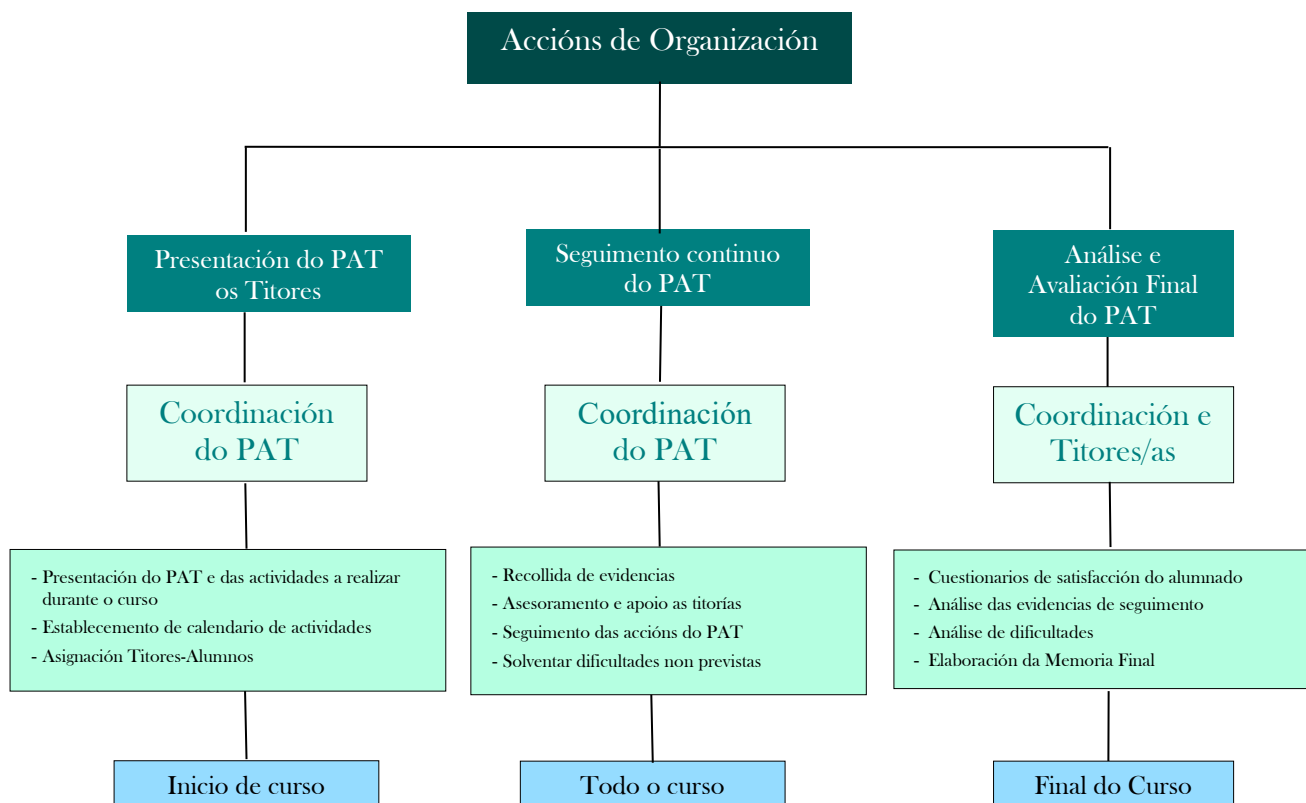 Accións de Organización
Presentación do PAT
os Titores
Seguimento continuo
do PAT
Análise e
Avaliación Final
do PAT
Coordinación
do PAT
Coordinación
do PAT
Coordinación e
Titores/as
- Presentación do PAT e das actividades a realizar
durante o curso
- Establecemento de calendario de actividades
- Asignación Titores-Alumnos
- Recollida de evidencias
- Asesoramento e apoio as titorías
- Seguimento das accións do PAT
- Solventar dificultades non previstas
- Cuestionarios de satisfacción do alumnado
- Análise das evidencias de seguimento
- Análise de dificultades
- Elaboración da Memoria Final
Inicio de curso
Todo o curso
Final do Curso